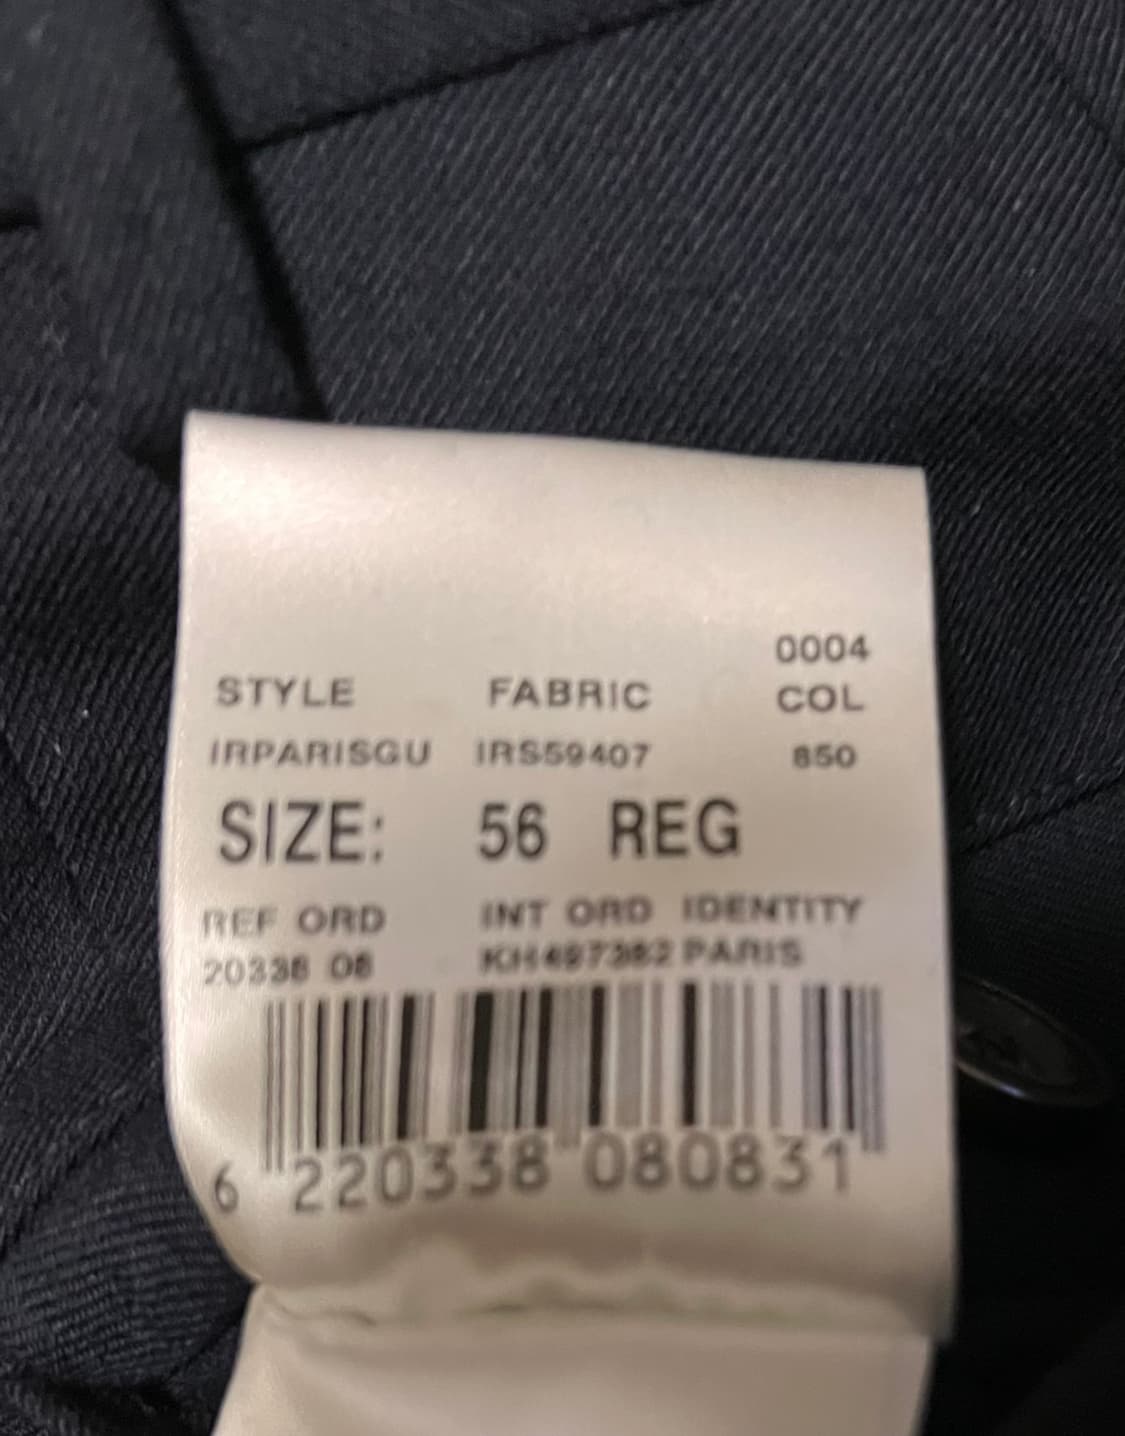 0004
STYLE FABRIC COL
IRPARISGU IRS59407 850
SIZE: 56 REG
REF ORD INT ORD IDENTITY
20338 08 KH497382 PARIS
6 220338 080831